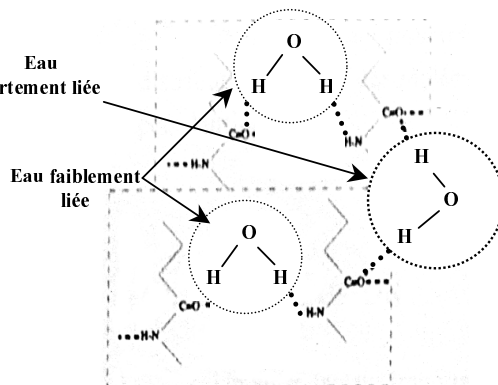 Eau
rtement liée
Eau faiblement
liée
O
H
H
C=O
H-N
H-N
C=O
H
O
H
O
H
H
C=O
H-N
H-N
C=O